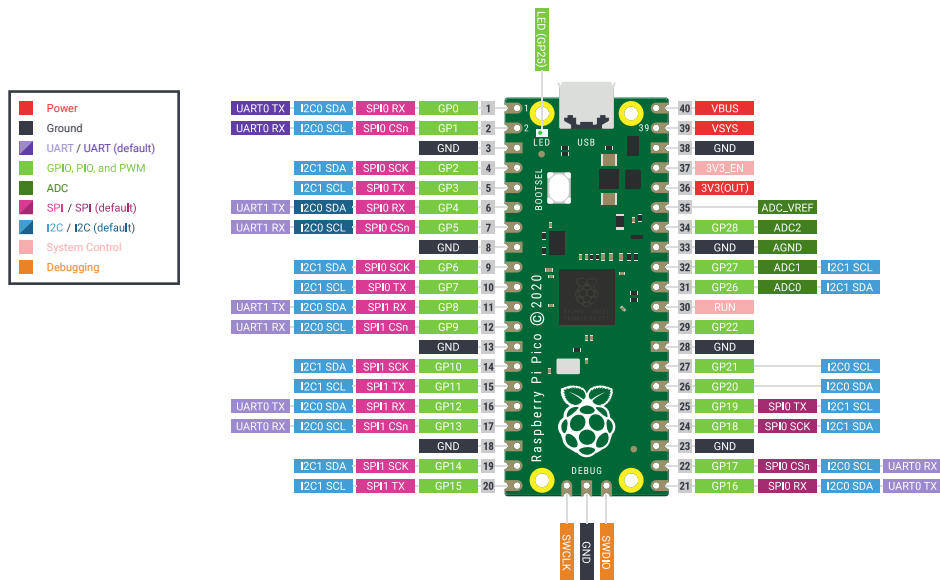 LED (GP25)
Power
Ground
UART / UART (default)
GPIO, PIO, and PWM
ADC
SPI / SPI (default)
I2C / I2C (default)
System Control
Debugging
UART0 TX I2C0 SDA SPI0 RX GP0 1
UART0 RX I2C0 SCL SPI0 CSn GP1 2
GND 3
I2C1 SDA SPI0 SCK GP2 4
I2C1 SCL SPI0 TX GP3 5
UART1 TX I2C0 SDA SPI0 RX GP4 6
UART1 RX I2C0 SCL SPI0 CSn GP5 7
GND 8
I2C1 SDA SPI0 SCK GP6 9
I2C1 SCL SPI0 TX GP7 10
UART1 TX I2C0 SDA SPI1 RX GP8 11
UART1 RX I2C0 SCL SPI1 CSn GP9 12
GND 13
I2C1 SDA SPI1 SCK GP10 14
I2C1 SCL SPI1 TX GP11 15
UART0 TX I2C0 SDA SPI1 RX GP12 16
UART0 RX I2C0 SCL SPI1 CSn GP13 17
GND 18
I2C1 SDA SPI1 SCK GP14 19
I2C1 SCL SPI1 TX GP15 20
1
2
39
LED
USB
BOOTSEL
Raspberry Pi Pico © 2020
DEBUG
40 VBUS
39 VSYS
38 GND
37 3V3_EN
36 3V3(OUT)
35 ADC_VREF
34 GP28 ADC2
33 GND AGND
32 GP27 ADC1 I2C1 SCL
31 GP26 ADC0 I2C1 SDA
30 RUN
29 GP22
28 GND
27 GP21 I2C0 SCL
26 GP20 I2C0 SDA
25 GP19 SPI0 TX I2C1 SCL
24 GP18 SPI0 SCK I2C1 SDA
23 GND
22 GP17 SPI0 CSn I2C0 SCL UART0 RX
21 GP16 SPI0 RX I2C0 SDA UART0 TX
SWCLK
GND
SWDIO